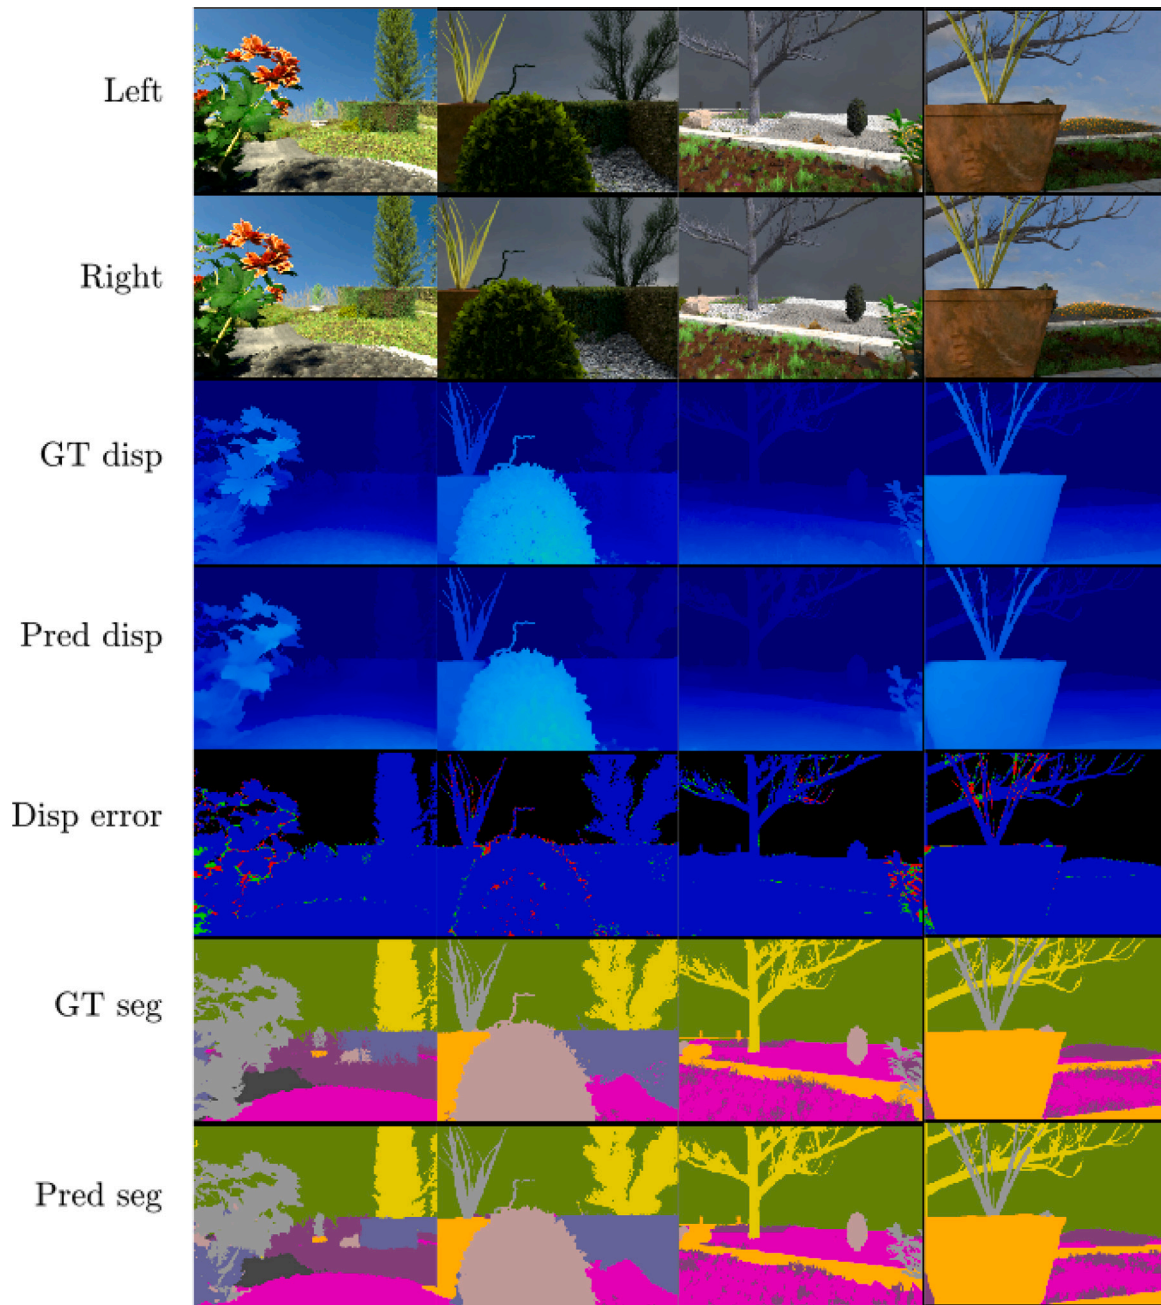 Left
Right
GT disp
Pred disp
Disp error
GT seg
Pred seg